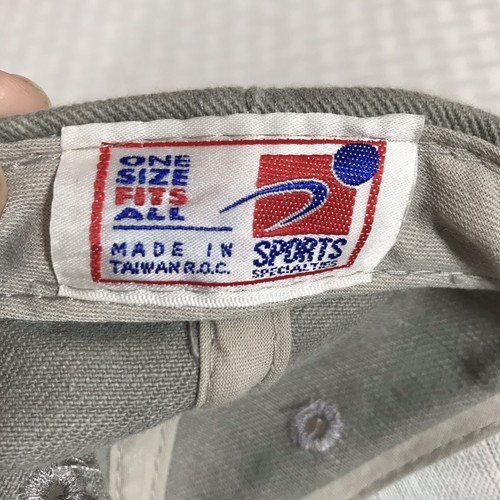 ONE
SIZE
FITS
ALL
MADE IN
TAIWAN R.O.C.
SPORTS
SPECIALTIES